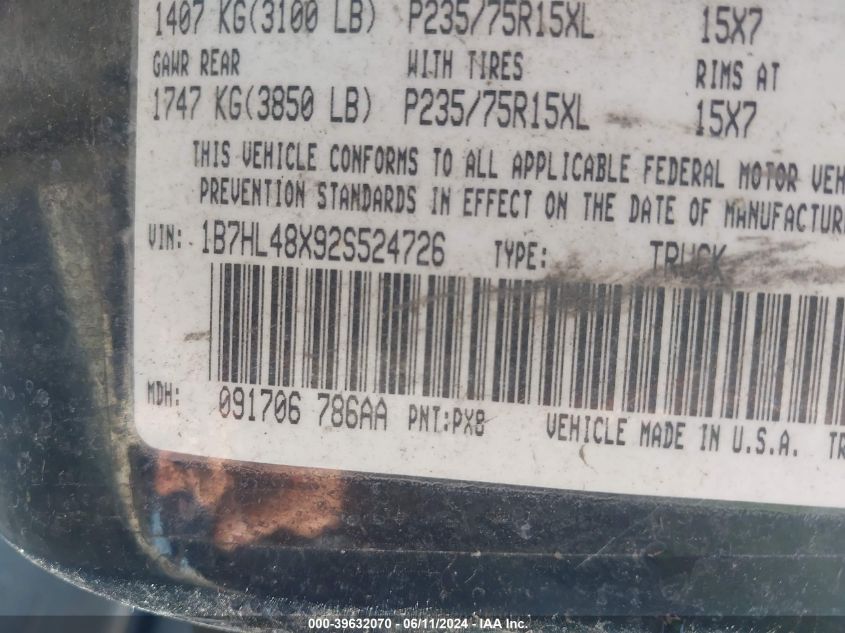 1407 KG(3100 LB) P235/75R15XL 15X7
GAWR REAR WITH TIRES RIMS AT
1747 KG(3850 LB) P235/75R15XL 15X7
THIS VEHICLE CONFORMS TO ALL APPLICABLE FEDERAL MOTOR VEH
PREVENTION STANDARDS IN EFFECT ON THE DATE OF MANUFACTUR
VIN: 1B7HL48X92S524726 TYPE: TRUCK
MDH: 091706 786AA PNT:PX8 VEHICLE MADE IN U.S.A. TR
000-39632070 - 06/11/2024 - IAA Inc.